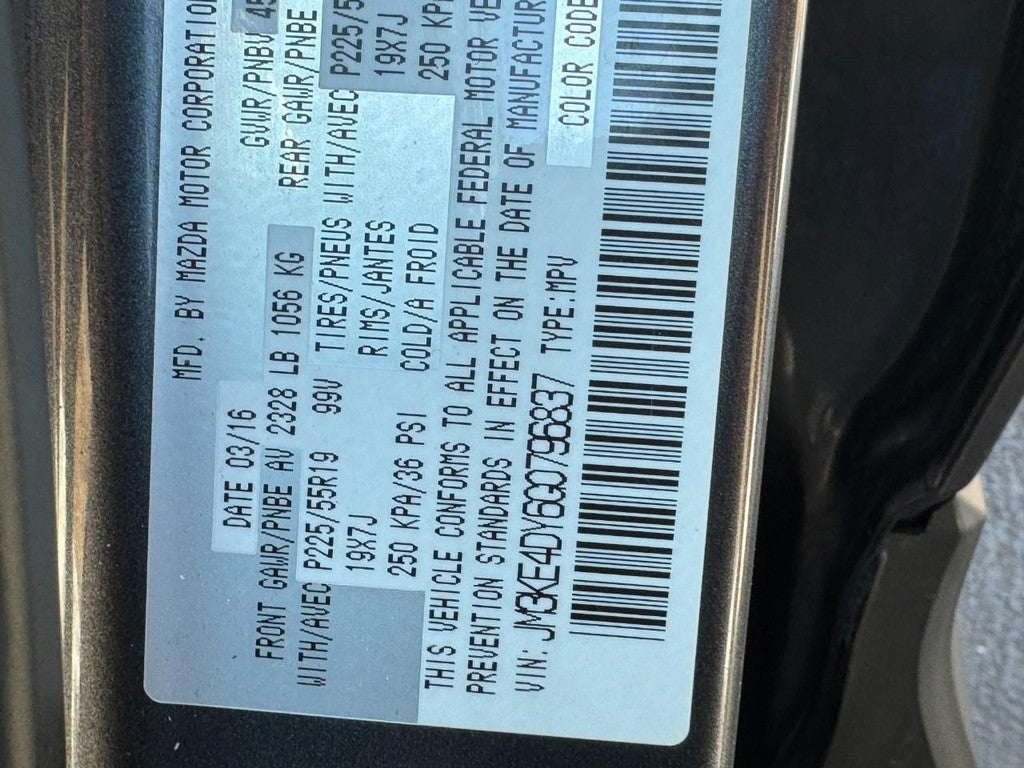 MFD. BY MAZDA MOTOR CORPORATION
DATE 03/16 GVWR/PNBV 45
FRONT GAWR/PNBE AV 2328 LB 1056 KG REAR GAWR/PNBE
WITH/AVEC P225/55R19 99V TIRES/PNEUS WITH/AVEC P225/5
19X7J RIMS/JANTES 19X7J
250 KPA/36 PSI COLD/A FROID 250 KPA
THIS VEHICLE CONFORMS TO ALL APPLICABLE FEDERAL MOTOR VE
PREVENTION STANDARDS IN EFFECT ON THE DATE OF MANUFACTUR
VIN: JM3KE4DY6G0796837 TYPE:MPV COLOR CODE